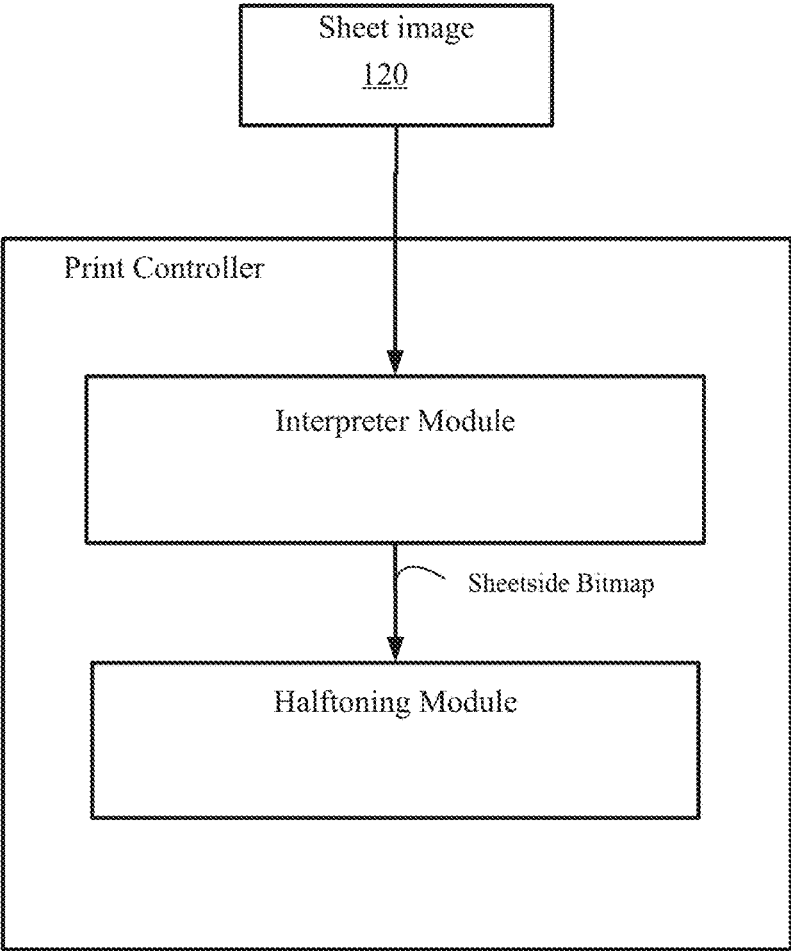 Sheet image
120
Print Controller
Interpreter Module
Sheetside Bitmap
Halftoning Module